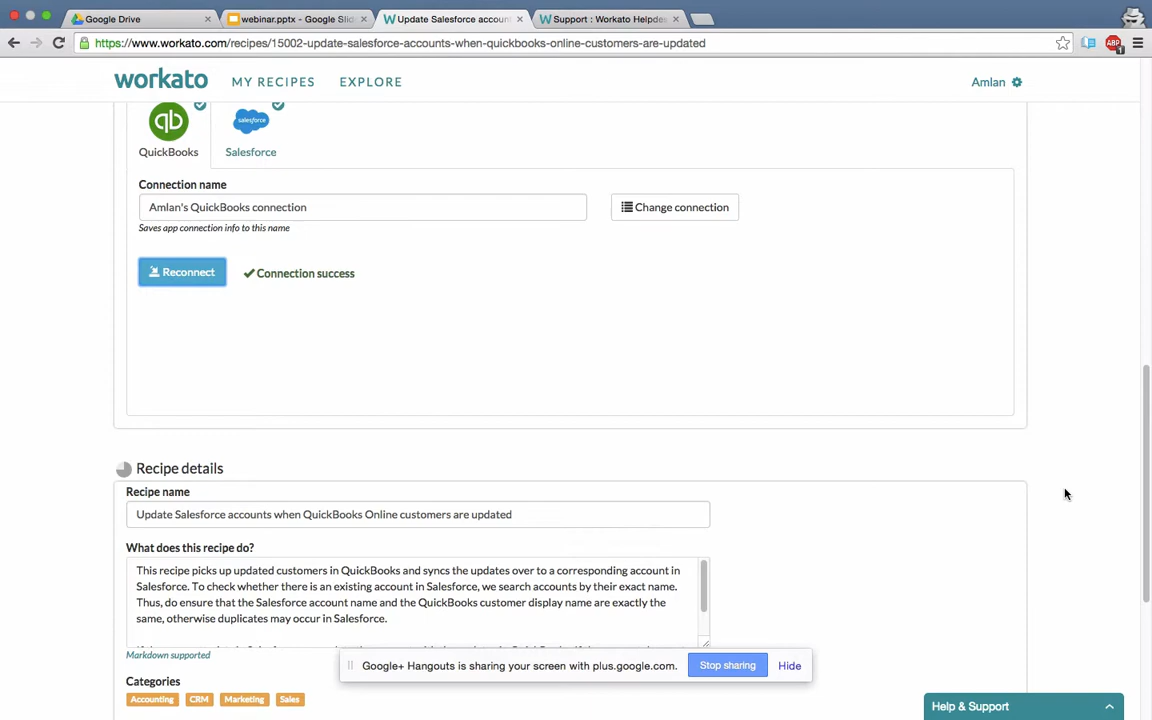 Google Drive
webinar.pptx - Google Slid
Update Salesforce accoun
Support : Workato Helpdes
https://www.workato.com/recipes/15002-update-salesforce-accounts-when-quickbooks-online-customers-are-updated
ABP
1
workato
MY RECIPES
EXPLORE
Amlan
qb
salesforce
QuickBooks
Salesforce
Connection name
Amlan's QuickBooks connection
Change connection
Saves app connection info to this name
Reconnect
Connection success
Recipe details
Recipe name
Update Salesforce accounts when QuickBooks Online customers are updated
What does this recipe do?
This recipe picks up updated customers in QuickBooks and syncs the updates over to a corresponding account in
Salesforce. To check whether there is an existing account in Salesforce, we search accounts by their exact name.
Thus, do ensure that the Salesforce account name and the QuickBooks customer display name are exactly the
same, otherwise duplicates may occur in Salesforce.
Markdown supported
Google+ Hangouts is sharing your screen with plus.google.com.
Stop sharing
Hide
Categories
Accounting
CRM
Marketing
Sales
Help & Support